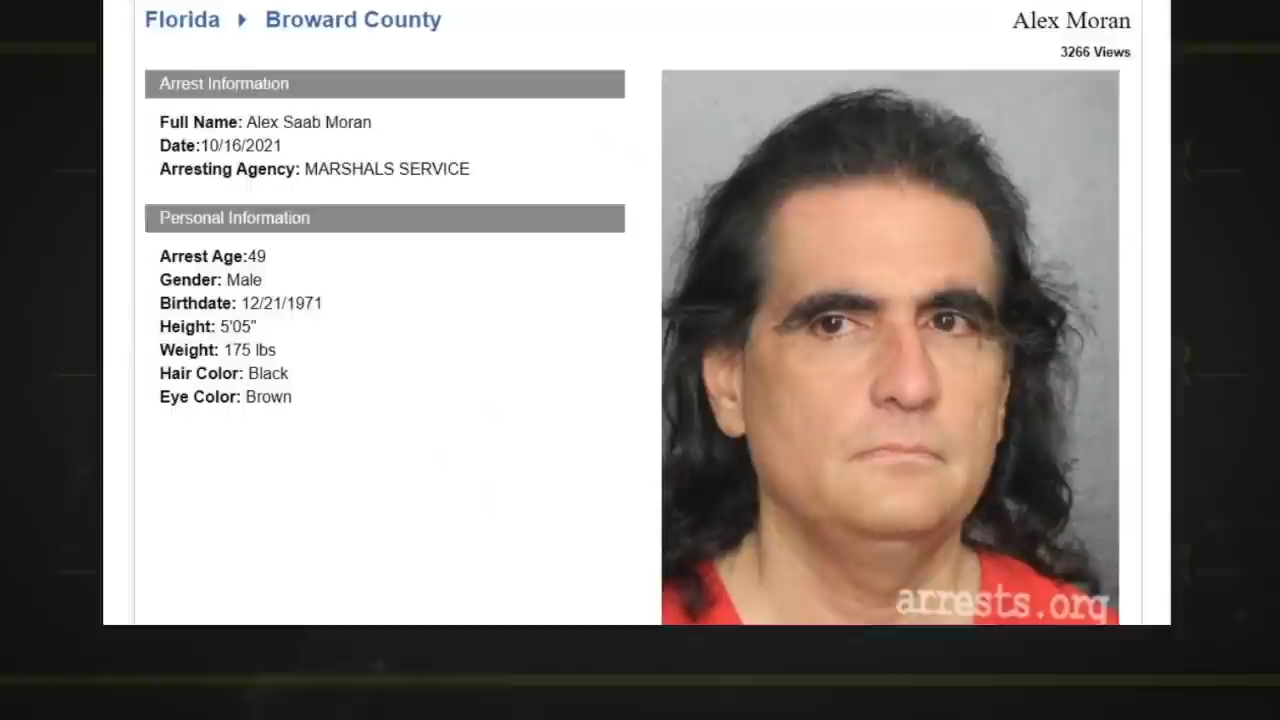 Florida Broward County
Alex Moran
3266 Views
Arrest Information
Full Name: Alex Saab Moran
Date:10/16/2021
Arresting Agency: MARSHALS SERVICE
Personal Information
Arrest Age:49
Gender: Male
Birthdate: 12/21/1971
Height: 5'05"
Weight: 175 lbs
Hair Color: Black
Eye Color: Brown
arrests.org